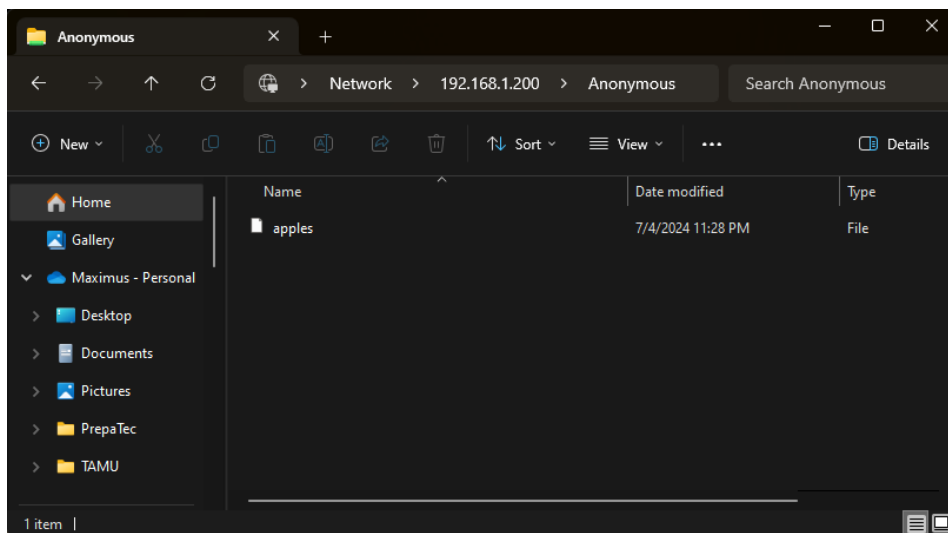 Anonymous
Network > 192.168.1.200 > Anonymous Search Anonymous
New Sort View ... Details
Name Date modified Type
apples 7/4/2024 11:28 PM File
Home
Gallery
Maximus - Personal
Desktop
Documents
Pictures
PrepaTec
TAMU
1 item